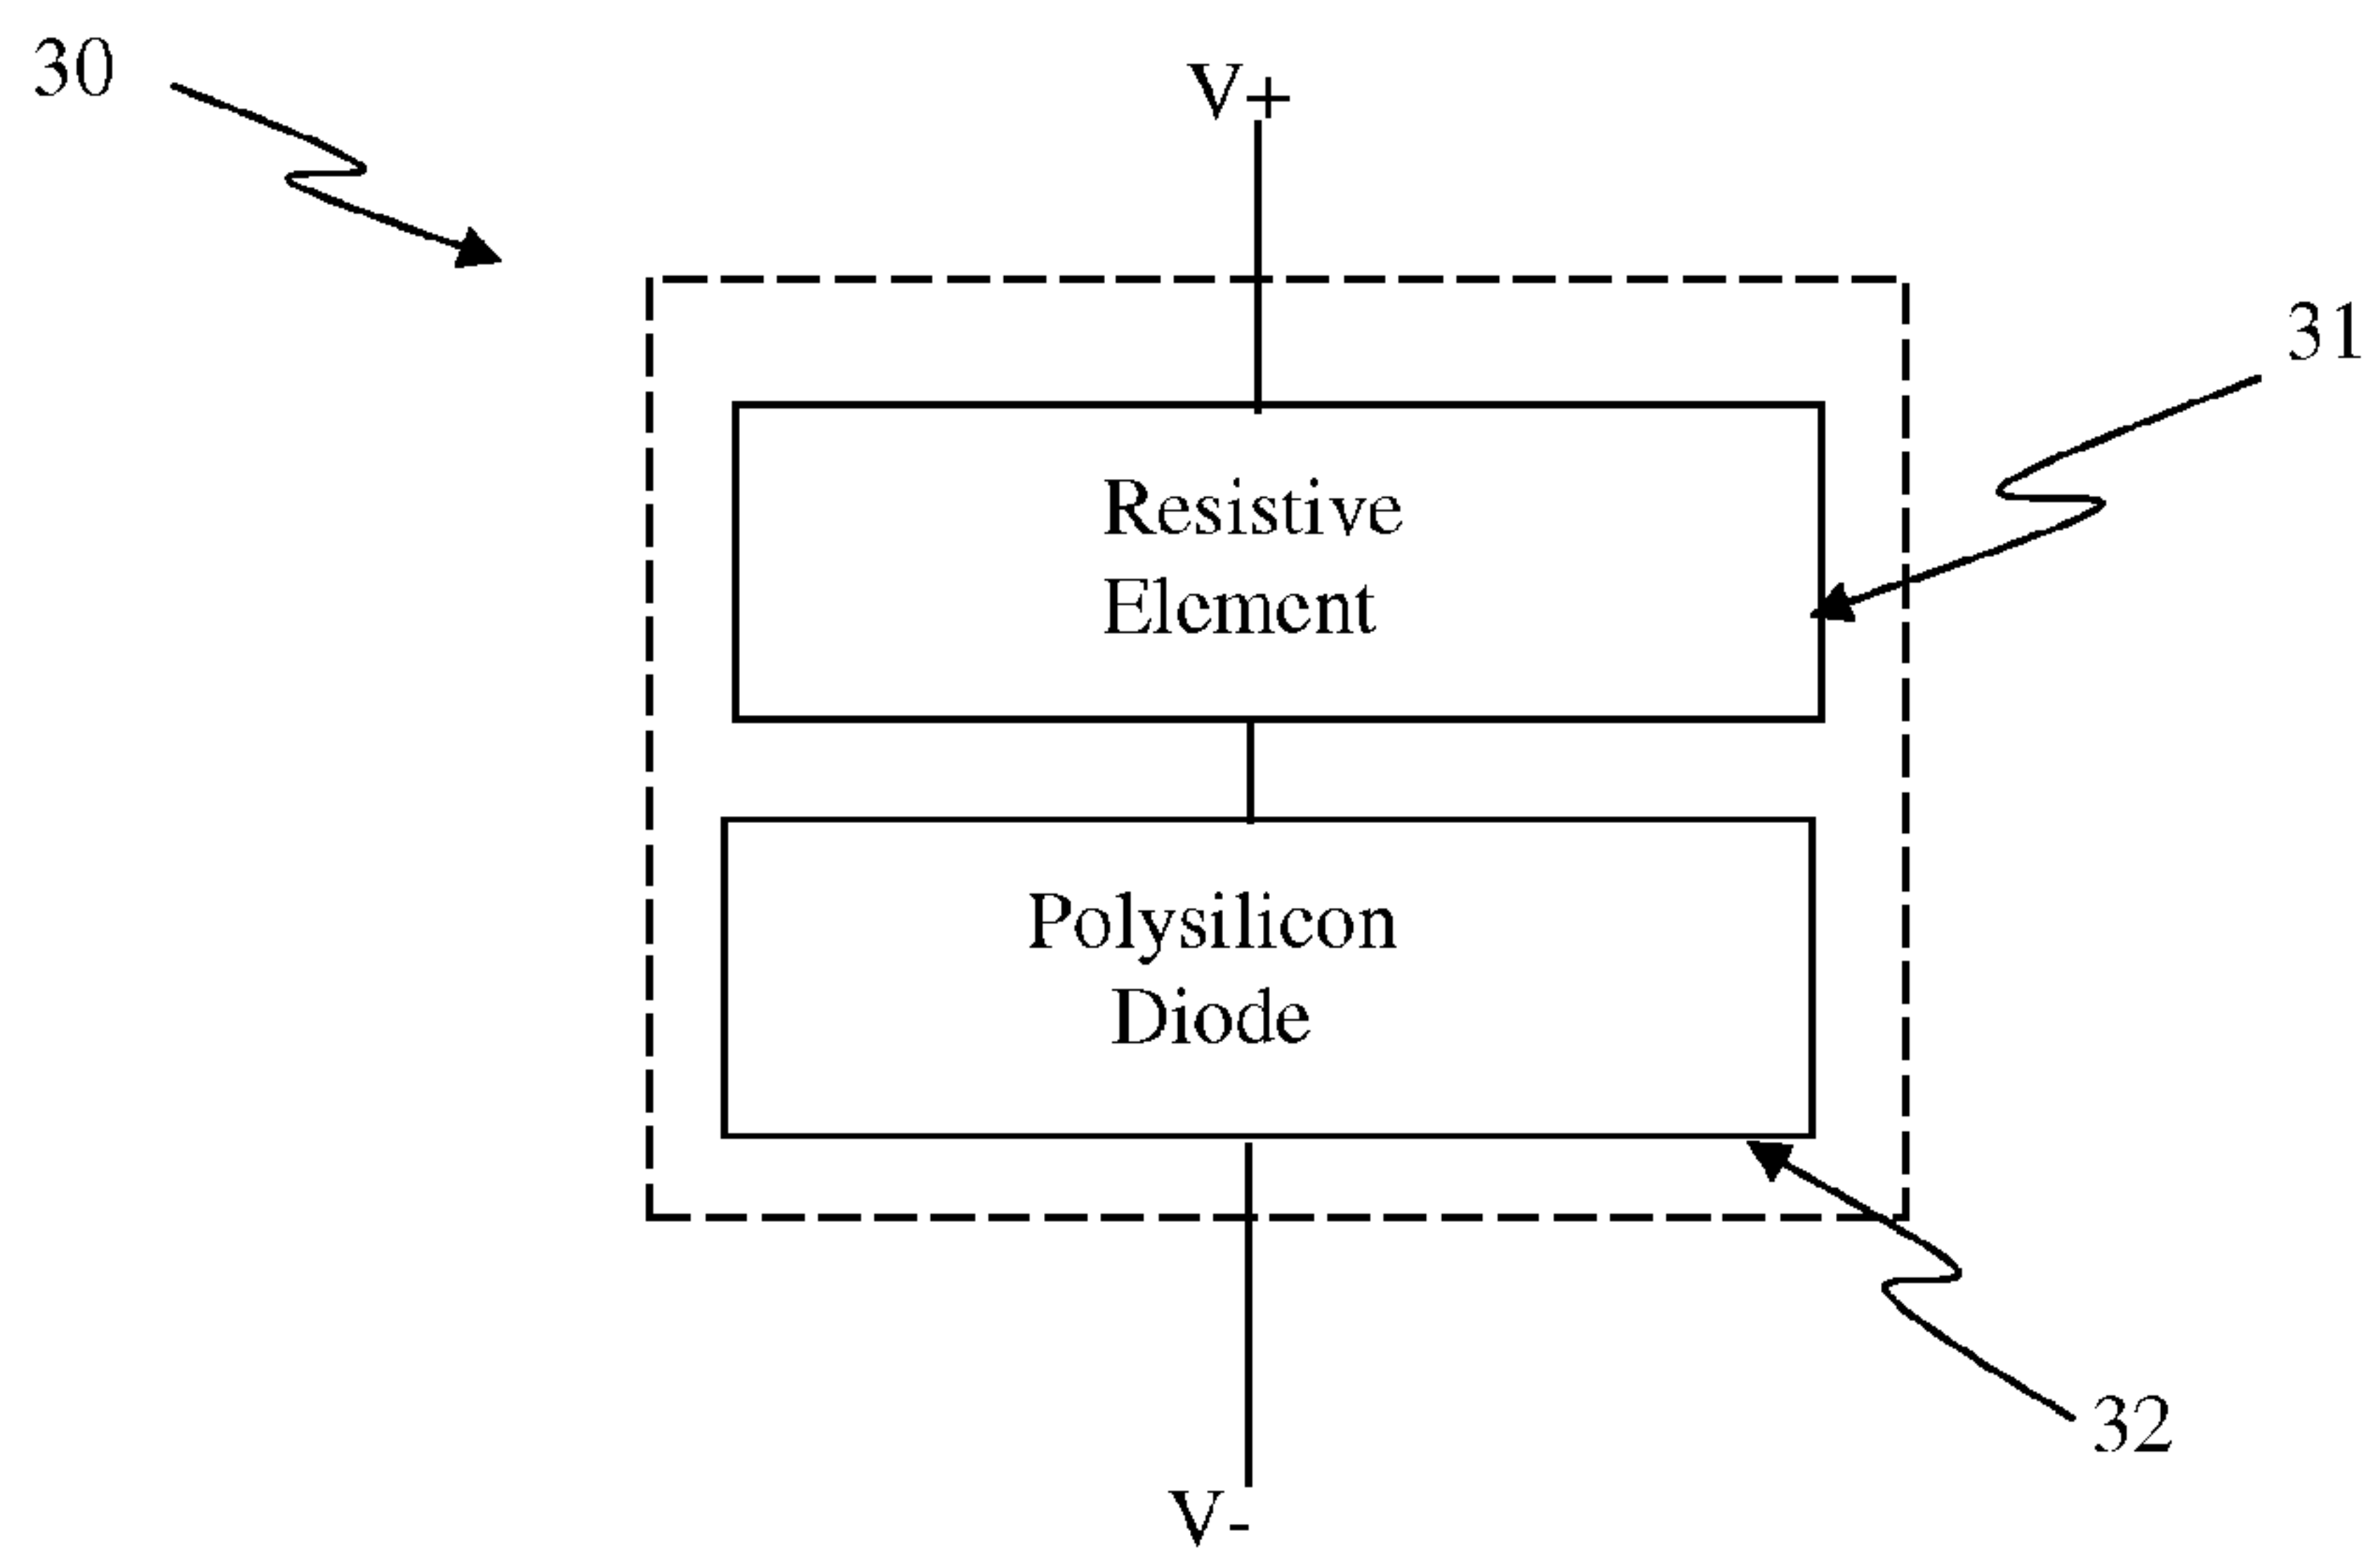 30
V+
31
Resistive
Element
Polysilicon
Diode
32
V-